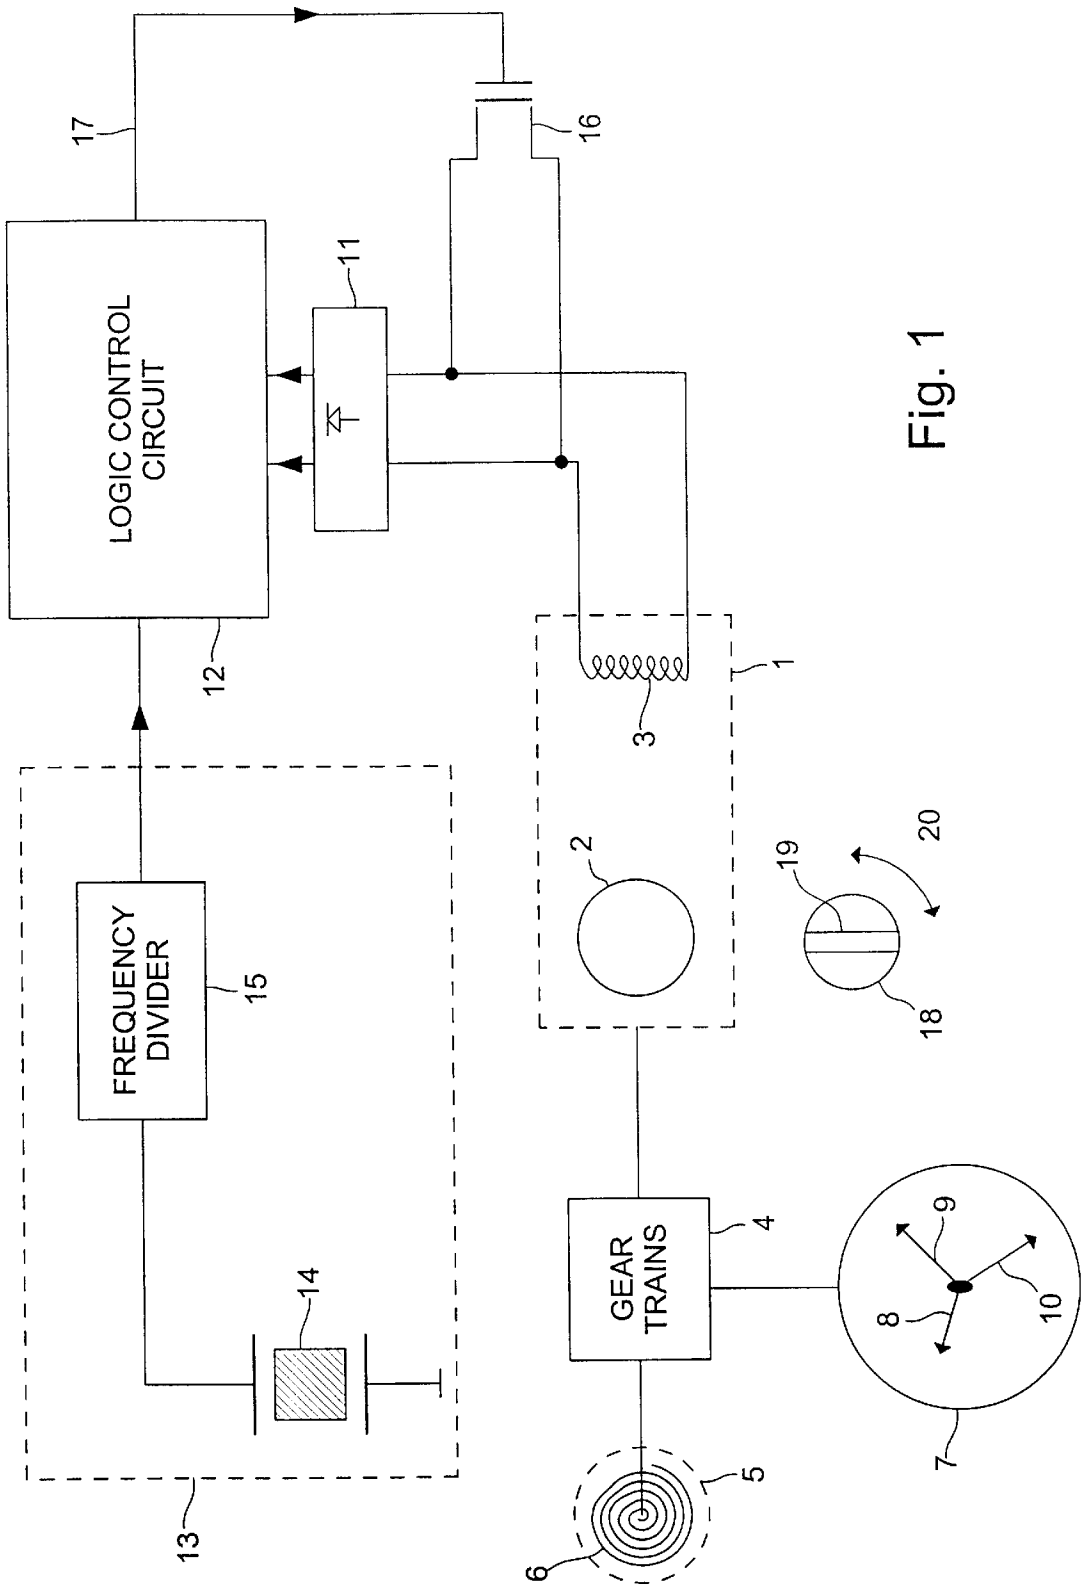 17
16
LOGIC CONTROL
CIRCUIT
11
12
Fig. 1
1
3
2
FREQUENCY
DIVIDER
15
19
20
18
14
GEAR
TRAINS
4
9
8
10
7
13
5
6